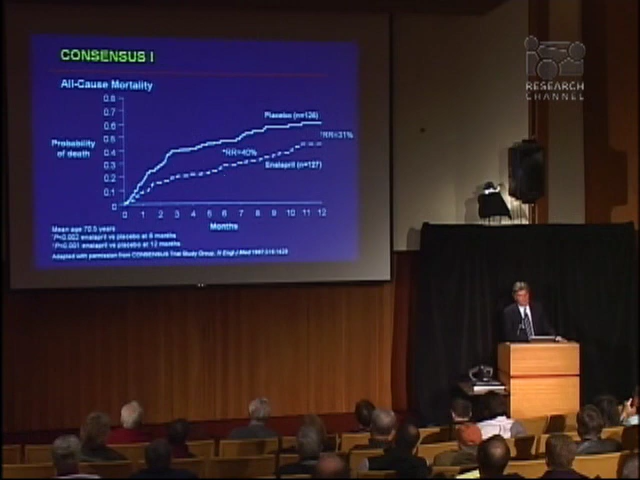 CONSENSUS I
All-Cause Mortality
0.8
0.7
0.6
0.5
0.4
0.3
0.2
0.1
0
Probability
of death
Placebo (n=126)
RR=31%
*RR=40%
Enalapril (n=127)
0 1 2 3 4 5 6 7 8 9 10 11 12
Months
Mean age 70.5 years
P=0.002 enalapril vs placebo at 6 months
P=0.001 enalapril vs placebo at 12 months
Adapted with permission from CONSENSUS Trial Study Group. N Engl J Med 1987;316:1429
RESEARCH
CHANNEL